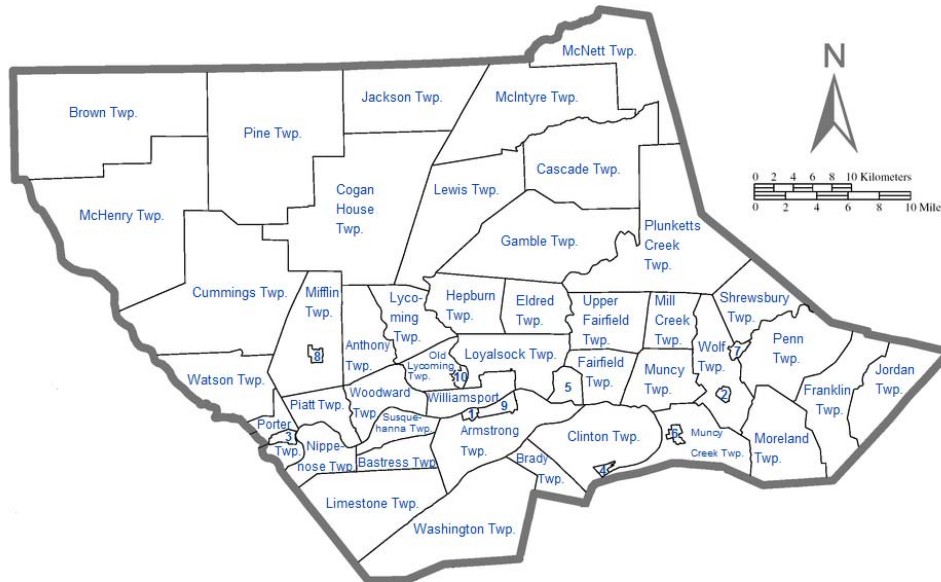 McNett Twp.
N
Jackson Twp.
McIntyre Twp.
Brown Twp.
Pine Twp.
Cascade Twp.
0 2 4 6 8 10 Kilometers
0 2 4 6 8 10 Mile
Cogan
House
Twp.
Lewis Twp.
McHenry Twp.
Plunketts
Creek
Twp.
Gamble Twp.
Cummings Twp.
Mifflin
Twp.
Lyco-
ming
Twp.
Hepburn
Twp.
Eldred
Twp.
Upper
Fairfield
Twp.
Mill
Creek
Twp.
Shrewsbury
Twp.
8
Anthony
Twp.
Old
Lycoming
Twp.
10
Loyalsock Twp.
Wolf
Twp.
7
Penn
Twp.
Watson Twp.
Fairfield
Twp.
Muncy
Twp.
Jordan
Twp.
Franklin
Twp.
5
2
Piatt Twp.
Woodward
Twp.
Williamsport
9
1
Porter
Twp.
3
Susque-
hanna Twp.
Armstrong
Twp.
Clinton Twp.
6
Muncy
Creek Twp.
Moreland
Twp.
Nippe-
nose Twp.
Bastress Twp.
Brady
Twp.
4
Limestone Twp.
Washington Twp.